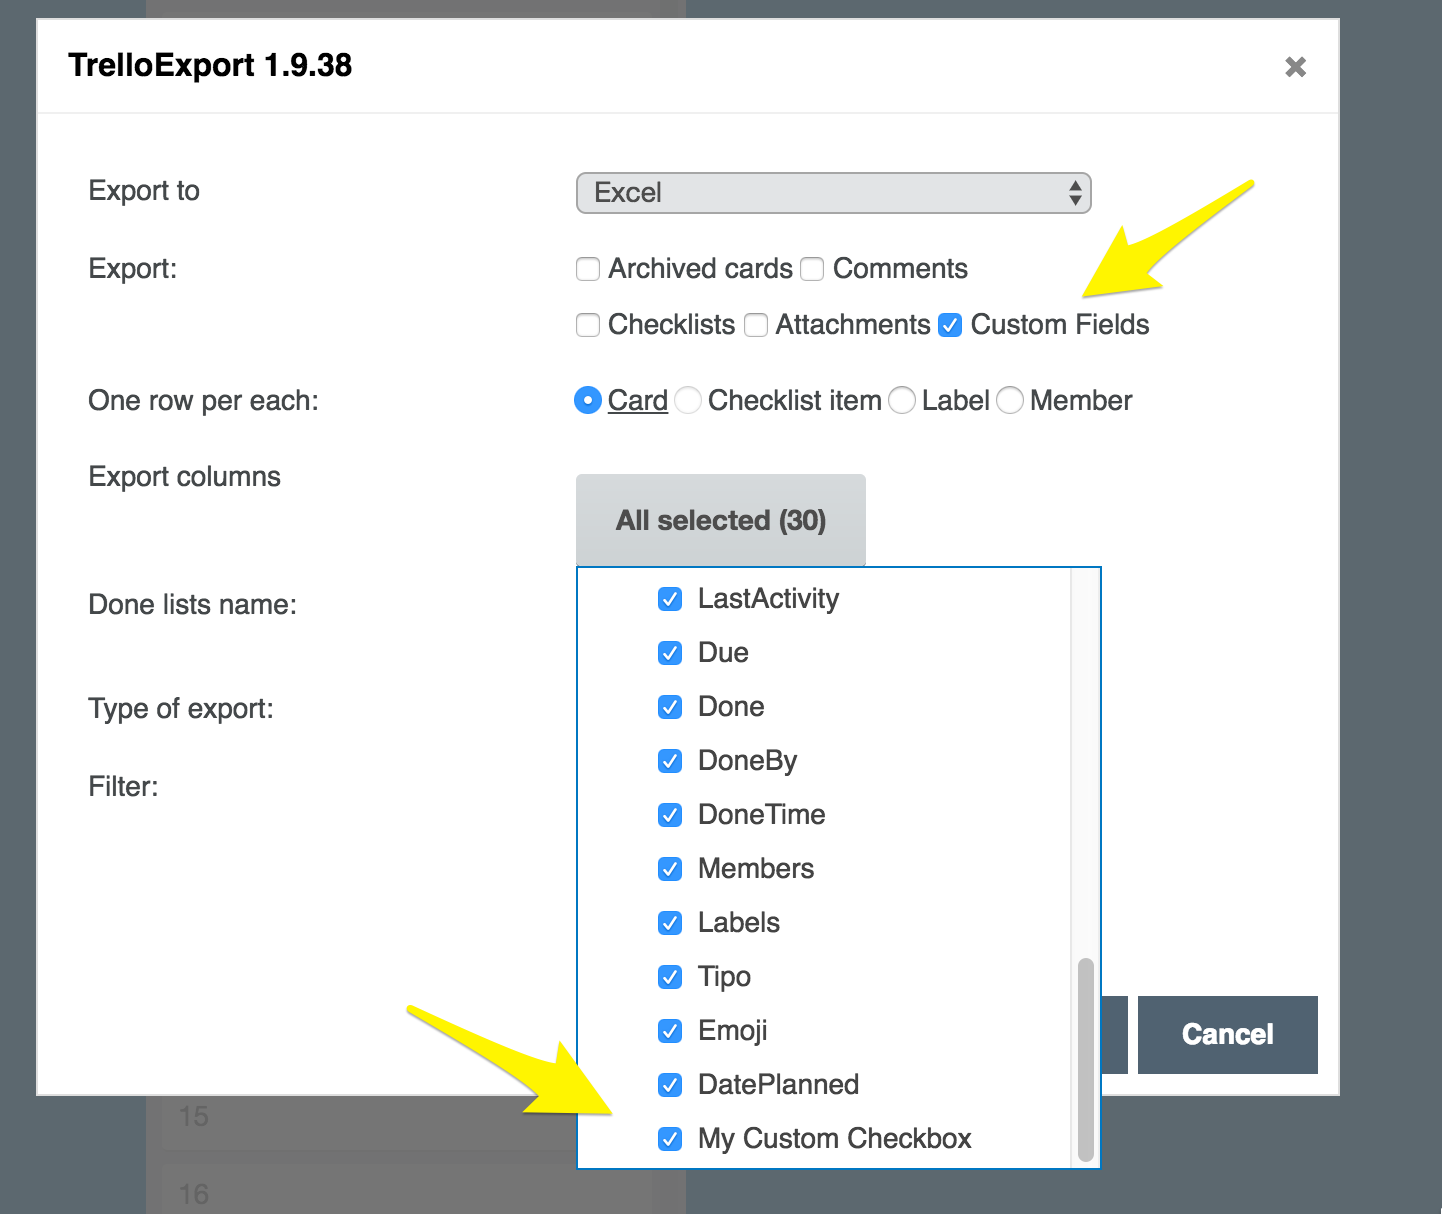 TrelloExport 1.9.38
Export to
Excel
Export:
Archived cards Comments
Checklists Attachments Custom Fields
One row per each:
Card Checklist item Label Member
Export columns
All selected (30)
Done lists name:
Type of export:
Filter:
LastActivity
Due
Done
DoneBy
DoneTime
Members
Labels
Tipo
Emoji
DatePlanned
My Custom Checkbox
Cancel
15
16